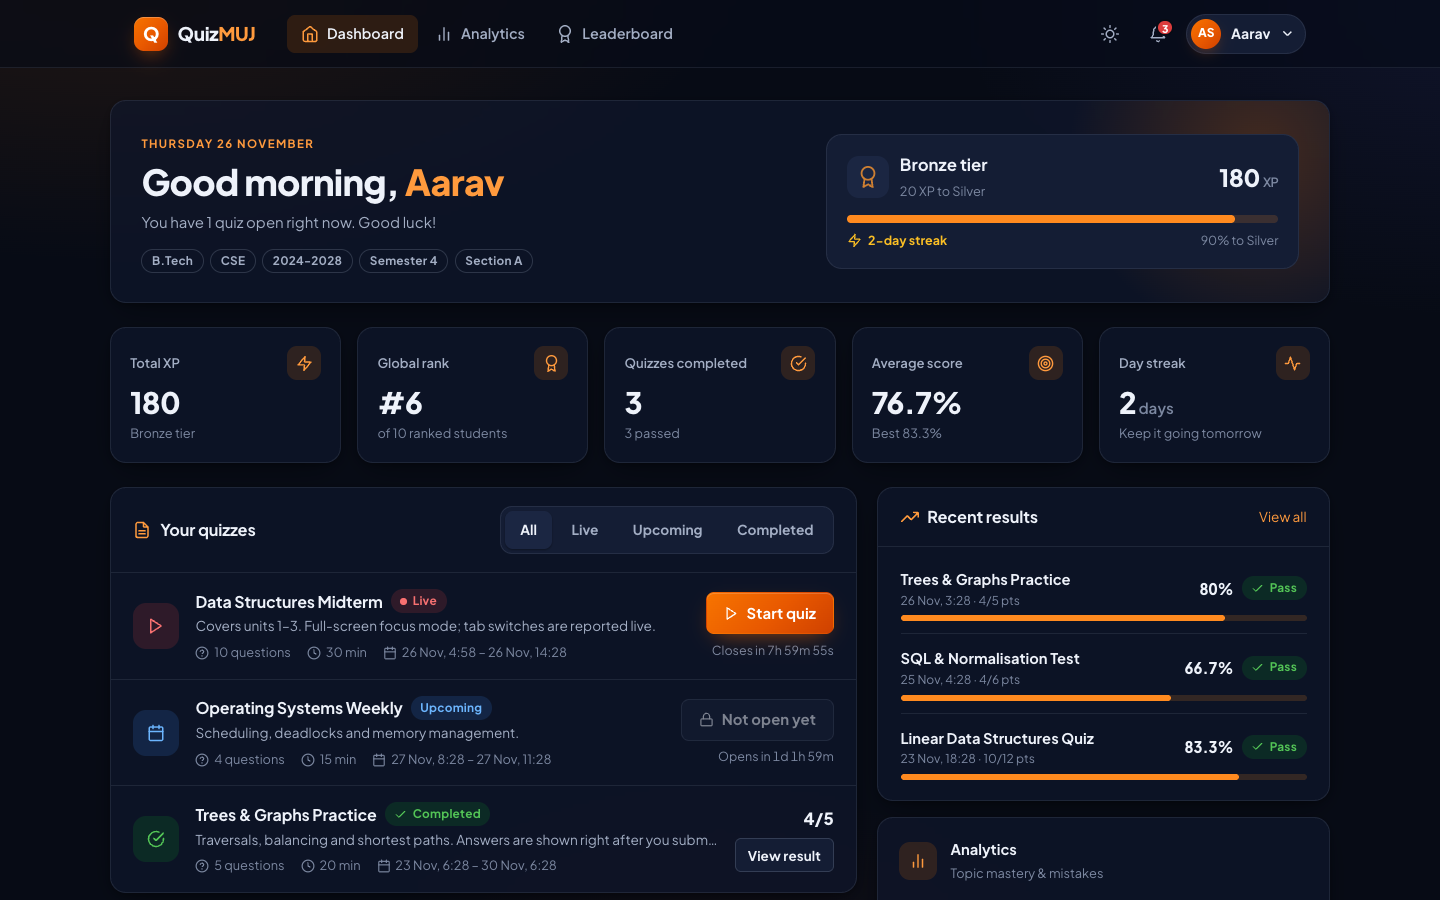 Q QuizMUJ Dashboard Analytics Leaderboard 3 AS Aarav
THURSDAY 26 NOVEMBER
Good morning, Aarav
You have 1 quiz open right now. Good luck!
B.Tech CSE 2024–2028 Semester 4 Section A
Bronze tier
20 XP to Silver
180 XP
2-day streak
90% to Silver
Total XP
180
Bronze tier
Global rank
#6
of 10 ranked students
Quizzes completed
3
3 passed
Average score
76.7%
Best 83.3%
Day streak
2 days
Keep it going tomorrow
Your quizzes
All Live Upcoming Completed
Data Structures Midterm Live
Covers units 1–3. Full-screen focus mode; tab switches are reported live.
10 questions 30 min 26 Nov, 4:58 – 26 Nov, 14:28
Start quiz
Closes in 7h 59m 55s
Operating Systems Weekly Upcoming
Scheduling, deadlocks and memory management.
4 questions 15 min 27 Nov, 8:28 – 27 Nov, 11:28
Not open yet
Opens in 1d 1h 59m
Trees & Graphs Practice Completed
Traversals, balancing and shortest paths. Answers are shown right after you subm...
5 questions 20 min 23 Nov, 6:28 – 30 Nov, 6:28
4/5
View result
Recent results
View all
Trees & Graphs Practice
26 Nov, 3:28 · 4/5 pts
80% Pass
SQL & Normalisation Test
25 Nov, 4:28 · 4/6 pts
66.7% Pass
Linear Data Structures Quiz
23 Nov, 18:28 · 10/12 pts
83.3% Pass
Analytics
Topic mastery & mistakes